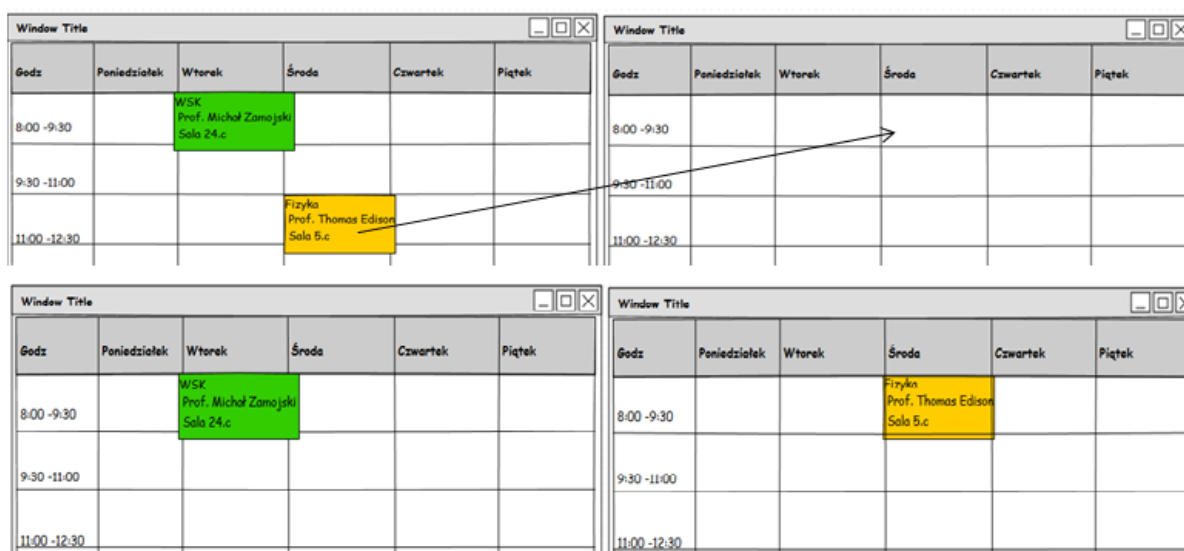 Window Title
Godz Poniedziałek Wtorek Środa Czwartek Piątek
WSK
Prof. Michał Zamojski
8:00 -9:30
Sala 24.c
9:30 -11:00
Fizyka
Prof. Thomas Edison
Sala 5.c
11:00 -12:30
Window Title
Godz Poniedziałek Wtorek Środa Czwartek Piątek
8:00 -9:30
9:30 -11:00
11:00 -12:30
Window Title
Godz Poniedziałek Wtorek Środa Czwartek Piątek
WSK
Prof. Michał Zamojski
8:00 -9:30
Sala 24.c
9:30 -11:00
11:00 -12:30
Window Title
Godz Poniedziałek Wtorek Środa Czwartek Piątek
Fizyka
Prof. Thomas Edison
8:00 -9:30
Sala 5.c
9:30 -11:00
11:00 -12:30